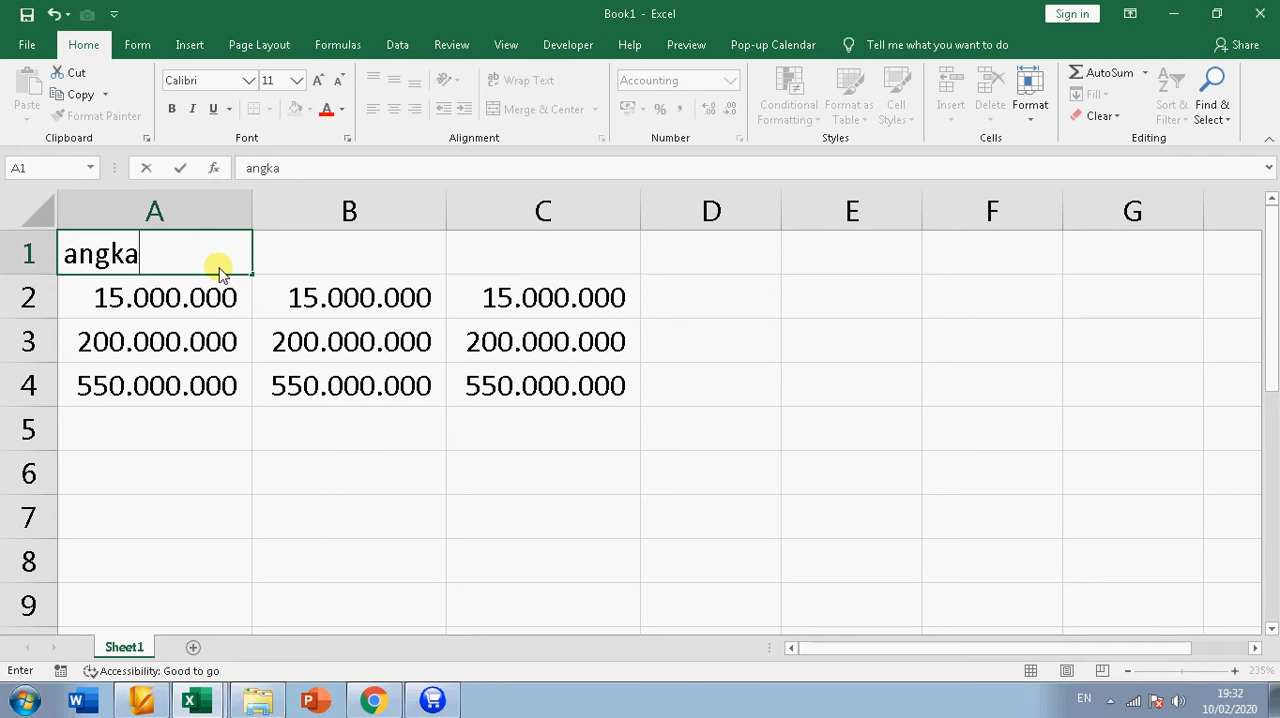 Book1 - Excel
Sign in
File Home Form Insert Page Layout Formulas Data Review View Developer Help Preview Pop-up Calendar Tell me what you want to do Share
Paste
Cut
Copy
Format Painter
Clipboard
Calibri 11
B I U
Font
Wrap Text
Merge & Center
Alignment
Accounting
Number
Conditions Formatting
Format as Table
Cell Styles
Styles
Insert
Delete
Format
Cells
AutoSum
Fill
Clear
Sort & Filter
Find & Select
Editing
A1 fx angka
A B C D E F G
1 angka
2 15.000.000 15.000.000 15.000.000
3 200.000.000 200.000.000 200.000.000
4 550.000.000 550.000.000 550.000.000
5
6
7
8
9
Sheet1
Enter Accessibility: Good to go 235%
EN 19:32
10/02/2020